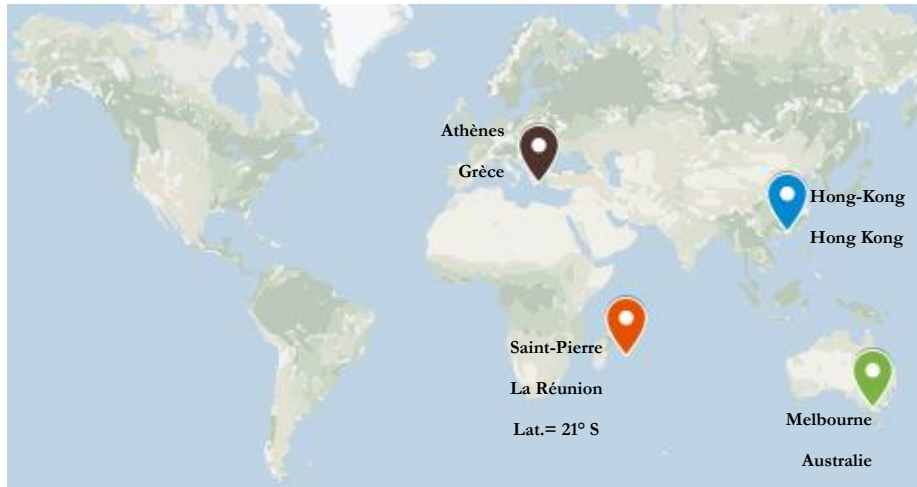 Athènes
Grèce
Hong-Kong
Hong Kong
Saint-Pierre
La Réunion
Lat.= 21° S
Melbourne
Australie